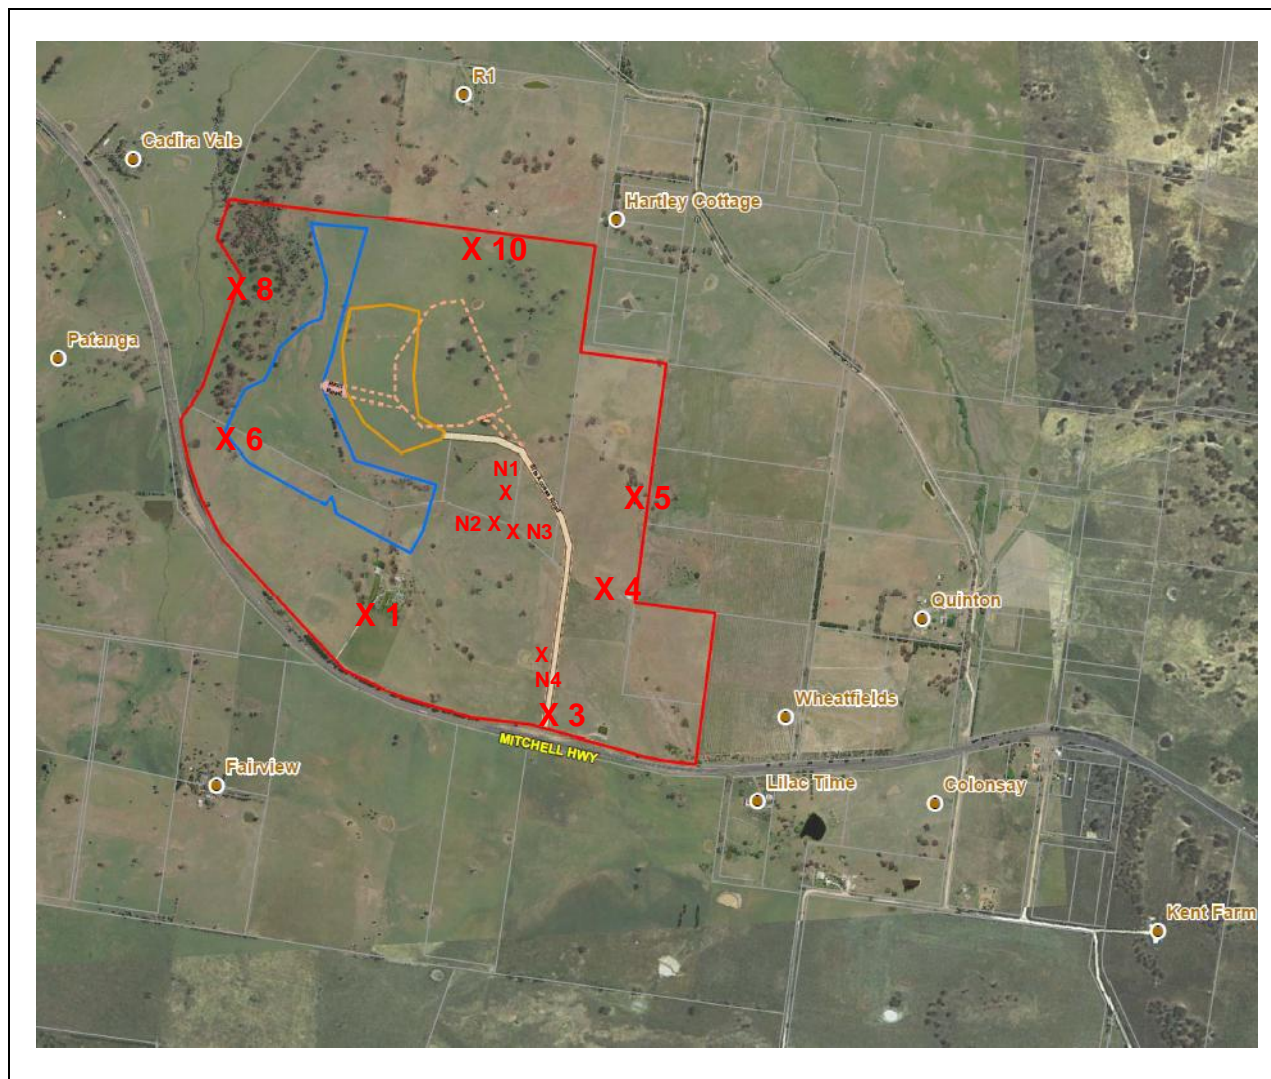 R1
Cadira Vale
Hartley Cottage
X 10
X 8
Patanga
X 6
N1
X
X 5
N2 X
X N3
X 4
Quinton
X 1
X
N4
Wheatfields
X 3
MITCHELL HWY
Fairview
Lilac Time
Colonsay
Kent Farm